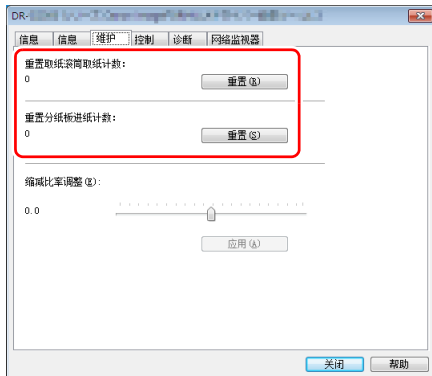 DR-
信息 信息 维护 控制 诊断 网络监视器
重置取纸滚筒取纸计数:
0 重置(R)
重置分纸板进纸计数:
0 重置(S)
缩减比率调整(E):
0.0
应用(A)
关闭 帮助